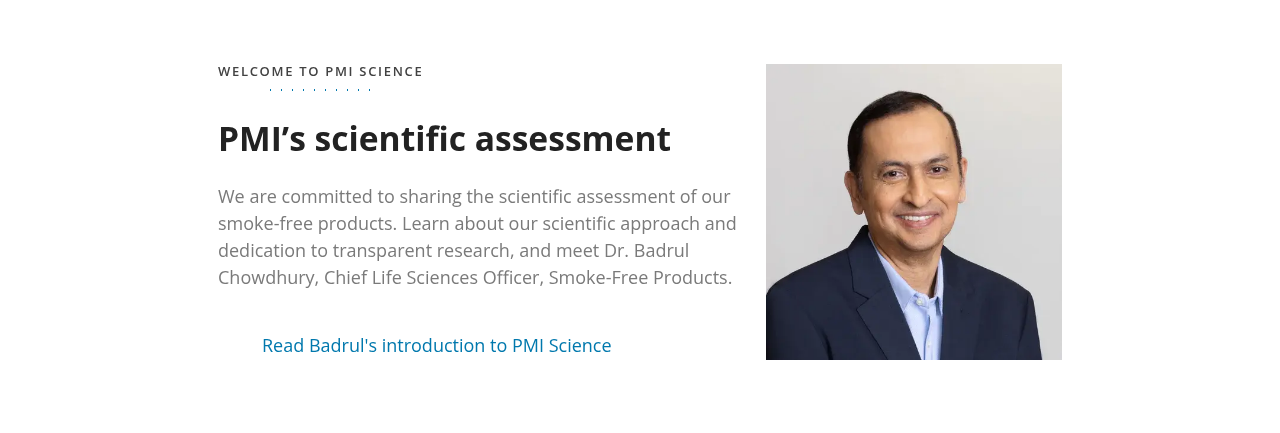 WELCOME TO PMI SCIENCE
PMI’s scientific assessment
We are committed to sharing the scientific assessment of our
smoke-free products. Learn about our scientific approach and
dedication to transparent research, and meet Dr. Badrul
Chowdhury, Chief Life Sciences Officer, Smoke-Free Products.
Read Badrul's introduction to PMI Science